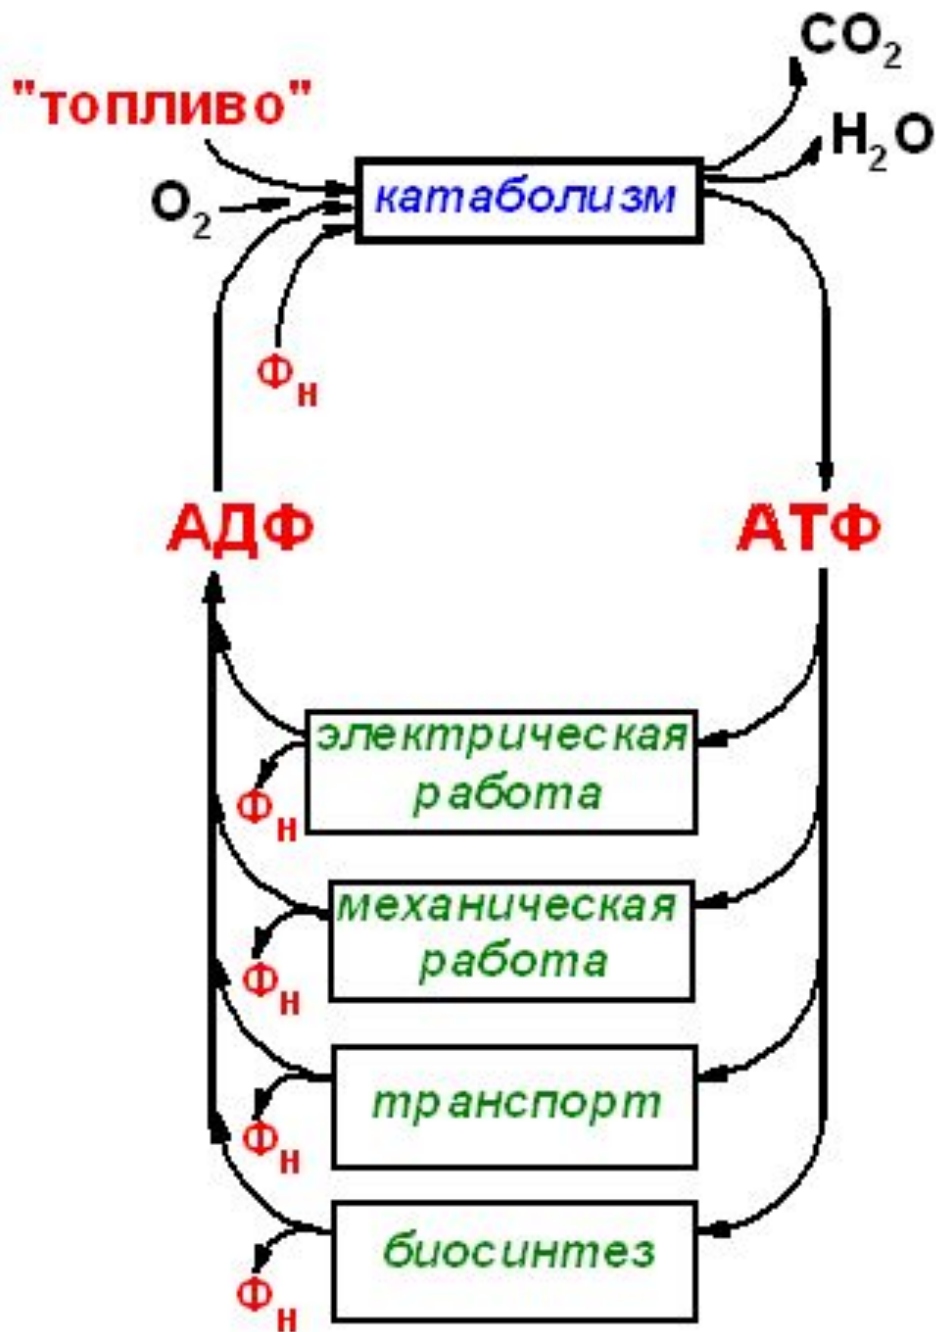 CO₂
"топливо"
H₂O
O₂
катаболизм
Фн
АДФ
АТФ
электрическая
работа
Фн
механическая
работа
Фн
транспорт
Фн
биосинтез
Фн